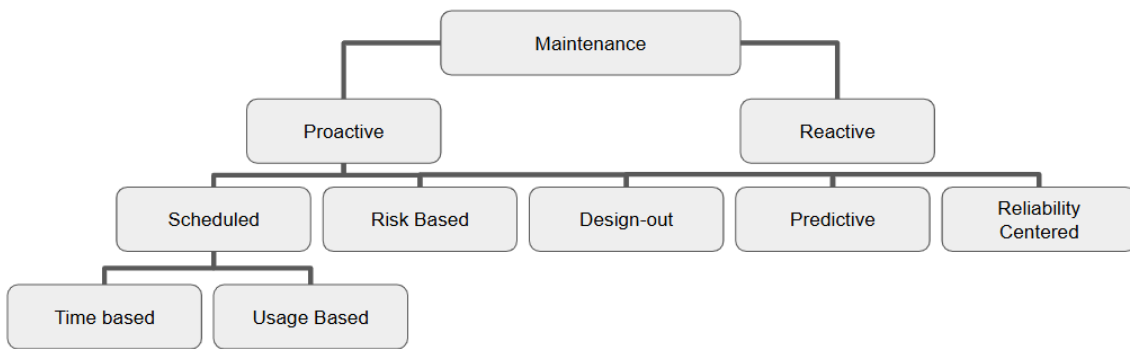 Maintenance
Proactive
Reactive
Scheduled
Risk Based
Design-out
Predictive
Reliability
Centered
Time based
Usage Based